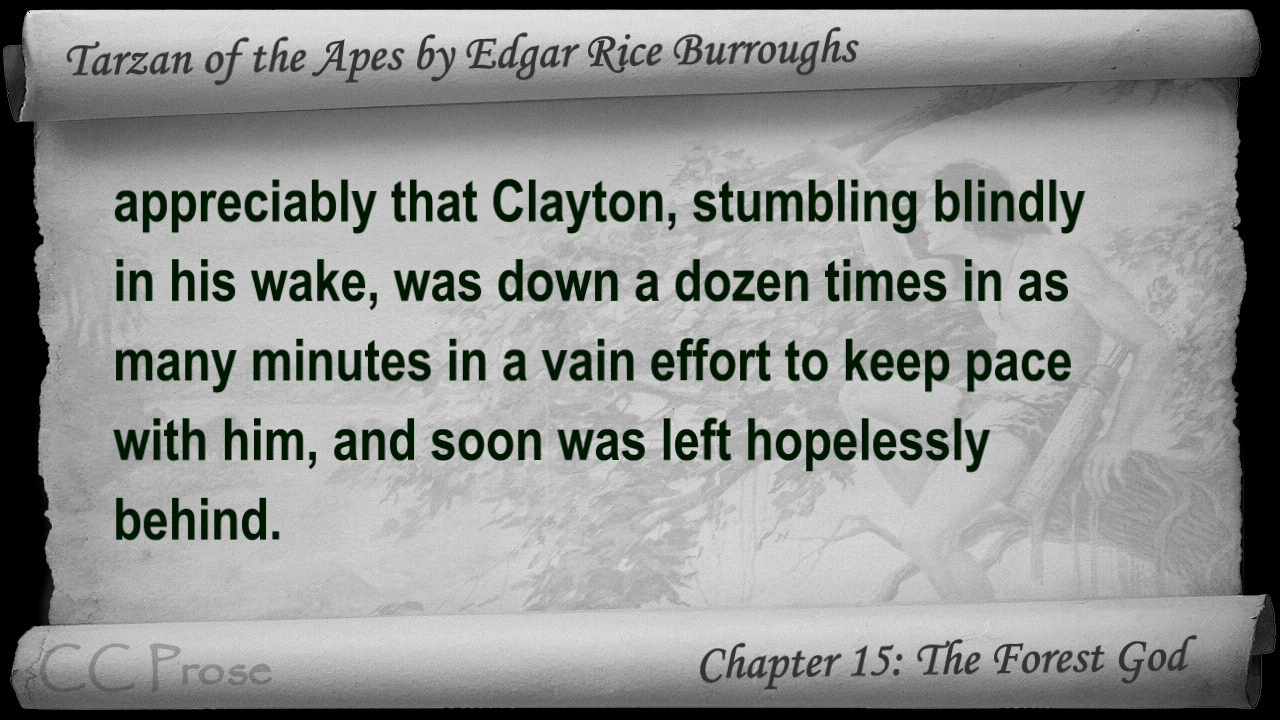 Tarzan of the Apes by Edgar Rice Burroughs
appreciably that Clayton, stumbling blindly
in his wake, was down a dozen times in as
many minutes in a vain effort to keep pace
with him, and soon was left hopelessly
behind.
CC Prose
Chapter 15: The Forest God